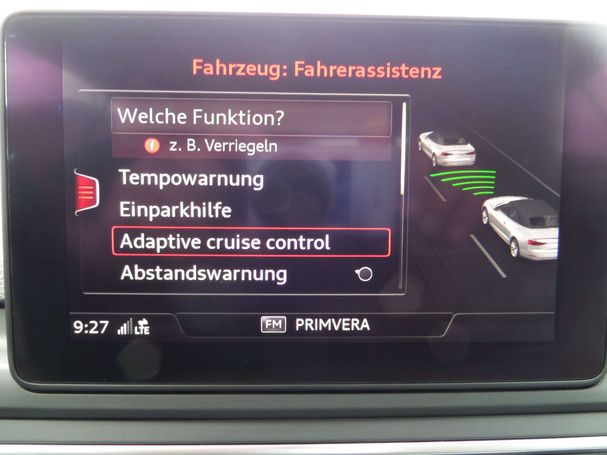 Fahrzeug: Fahrerassistenz
Welche Funktion?
z. B. Verriegeln
Tempowarnung
Einparkhilfe
Adaptive cruise control
Abstandswarnung
9:27 LTE
FM PRIMVERA